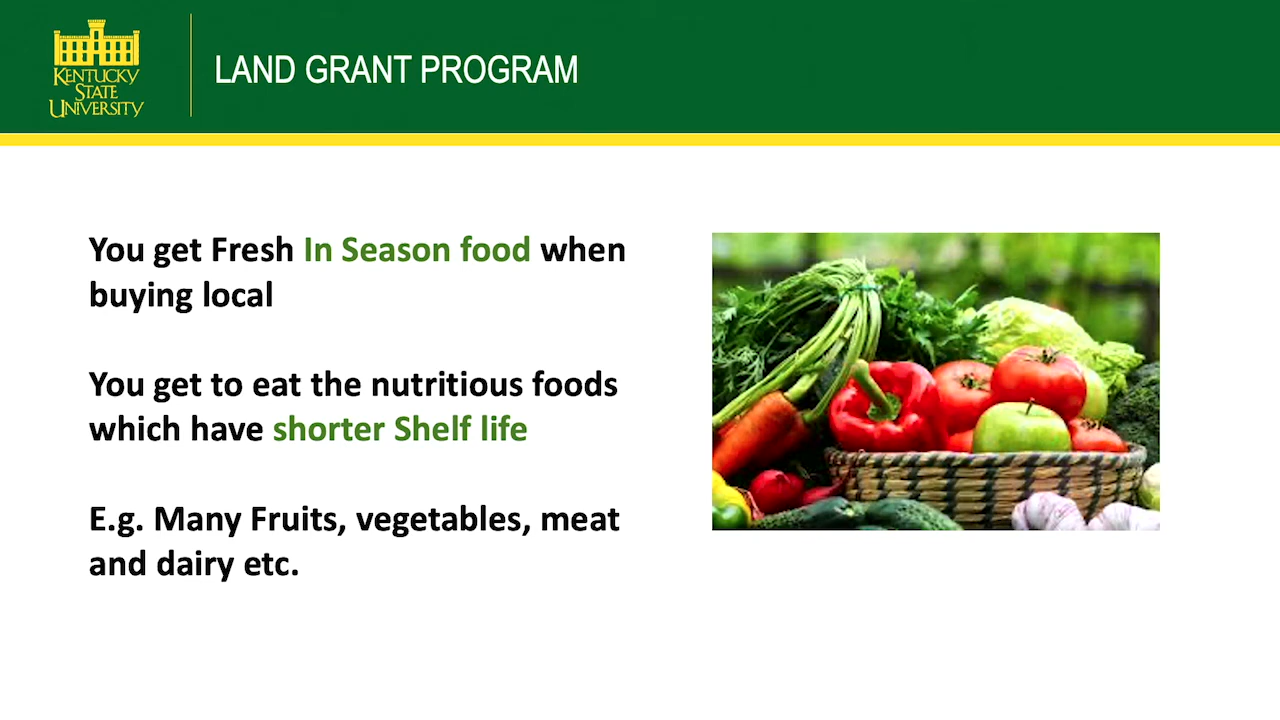 KENTUCKY
STATE
UNIVERSITY
LAND GRANT PROGRAM
You get Fresh In Season food when
buying local
You get to eat the nutritious foods
which have shorter Shelf life
E.g. Many Fruits, vegetables, meat
and dairy etc.